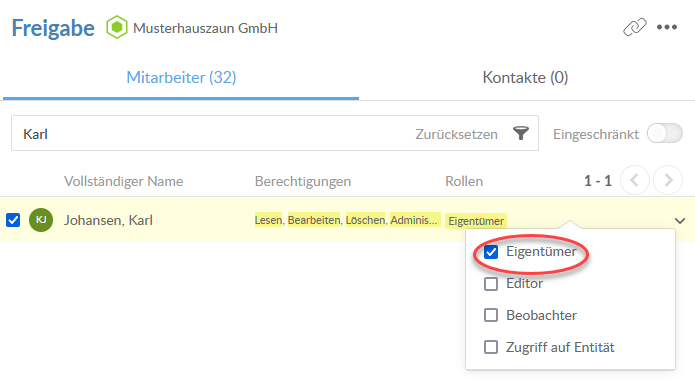 Freigabe Musterhauszaun GmbH
Mitarbeiter (32) Kontakte (0)
Karl Zurücksetzen Eingeschränkt
Vollständiger Name Berechtigungen Rollen 1 - 1
KJ Johansen, Karl Lesen, Bearbeiten, Löschen, Adminis... Eigentümer
Eigentümer
Editor
Beobachter
Zugriff auf Entität